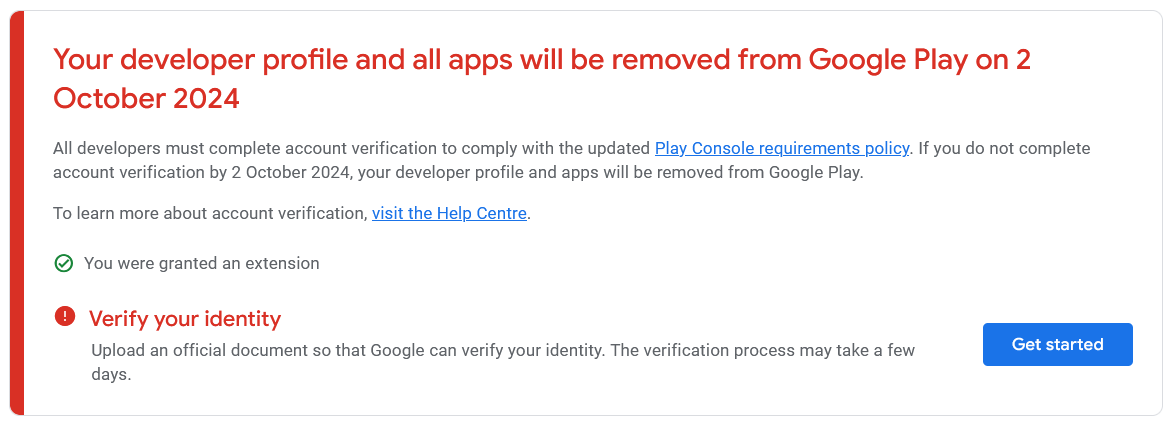 Your developer profile and all apps will be removed from Google Play on 2
October 2024
All developers must complete account verification to comply with the updated Play Console requirements policy. If you do not complete
account verification by 2 October 2024, your developer profile and apps will be removed from Google Play.
To learn more about account verification, visit the Help Centre.
You were granted an extension
Verify your identity
Upload an official document so that Google can verify your identity. The verification process may take a few
days.
Get started